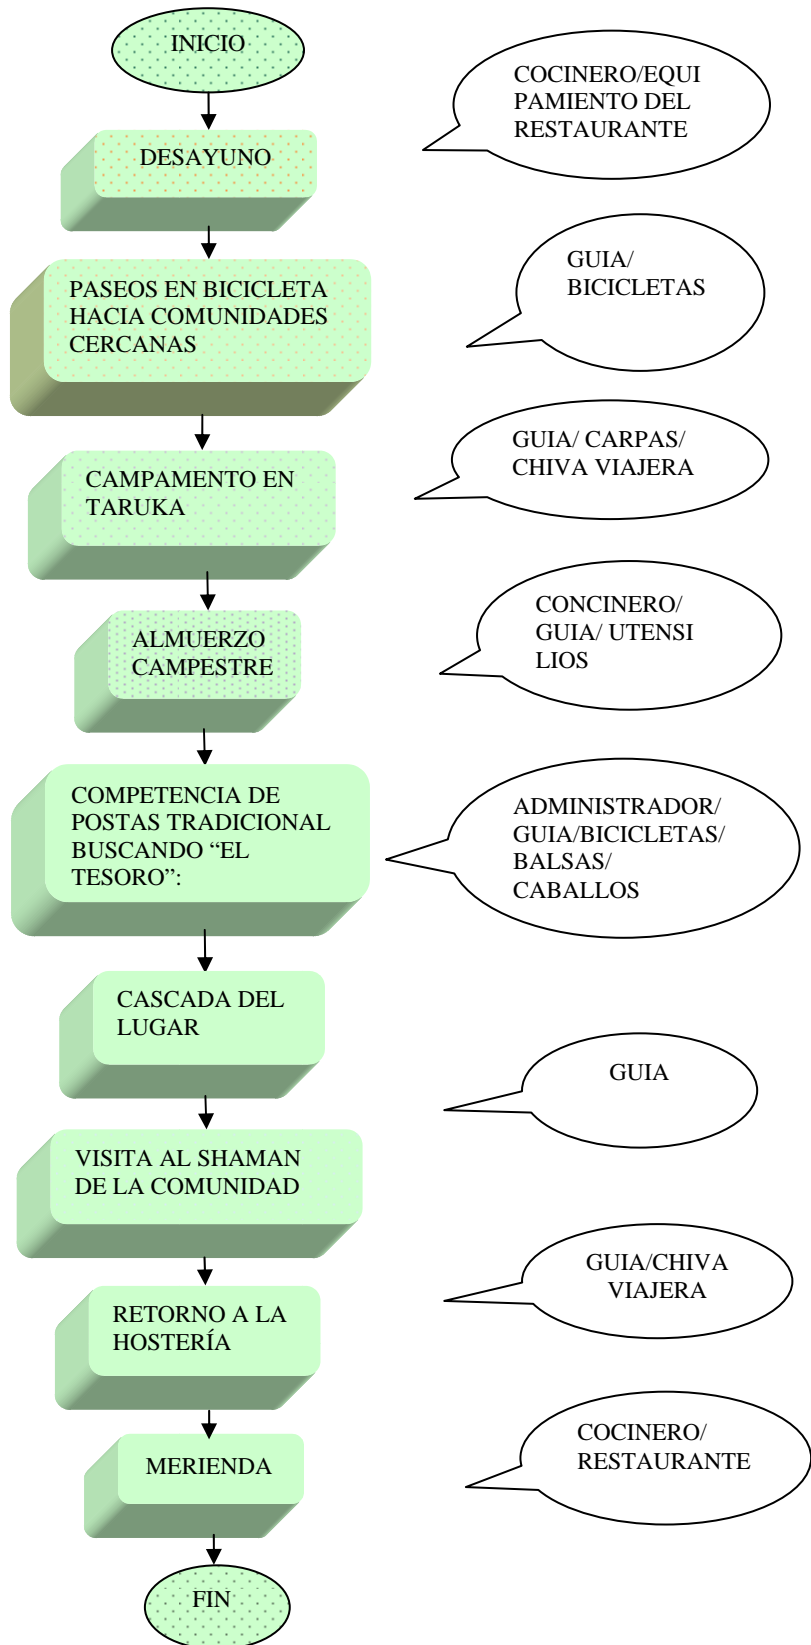 INICIO
COCINERO/EQUI
PAMIENTO DEL
RESTAURANTE
DESAYUNO
GUIA/
BICICLETAS
PASEOS EN BICICLETA
HACIA COMUNIDADES
CERCANAS
GUIA/ CARPAS/
CHIVA VIAJERA
CAMPAMENTO EN
TARUKA
CONCINERO/
GUIA/ UTENSI
LIOS
ALMUERZO
CAMPESTRE
COMPETENCIA DE
POSTAS TRADICIONAL
BUSCANDO “EL
TESORO”:
ADMINISTRADOR/
GUIA/BICICLETAS/
BALSAS/
CABALLOS
CASCADA DEL
LUGAR
GUIA
VISITA AL SHAMAN
DE LA COMUNIDAD
GUIA/CHIVA
VIAJERA
RETORNO A LA
HOSTERÍA
COCINERO/
RESTAURANTE
MERIENDA
FIN